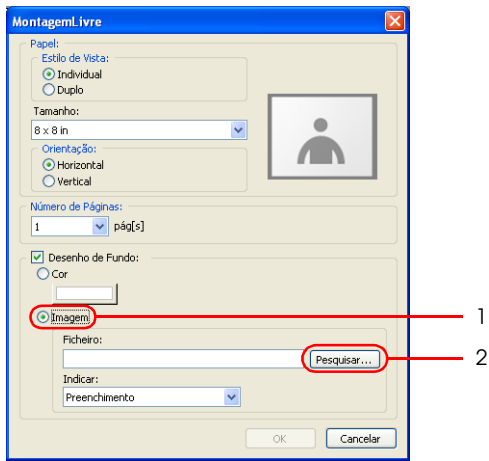 MontagemLivre
Papel:
Estilo de Vista:
Individual
Duplo
Tamanho:
8 x 8 in
Orientação:
Horizontal
Vertical
Número de Páginas:
1 pág[s]
Desenho de Fundo:
Cor
Imagem 1
Ficheiro:
Pesquisar... 2
Indicar:
Preenchimento
OK Cancelar